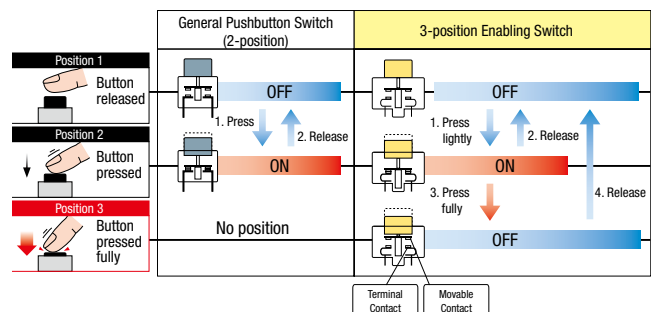 General Pushbutton Switch
(2-position)
3-position Enabling Switch
Position 1
Button
released
OFF
OFF
1. Press
2. Release
1. Press
lightly
2. Release
Position 2
Button
pressed
ON
ON
3. Press
fully
4. Release
Position 3
Button
pressed
fully
No position
OFF
Terminal
Contact
Movable
Contact